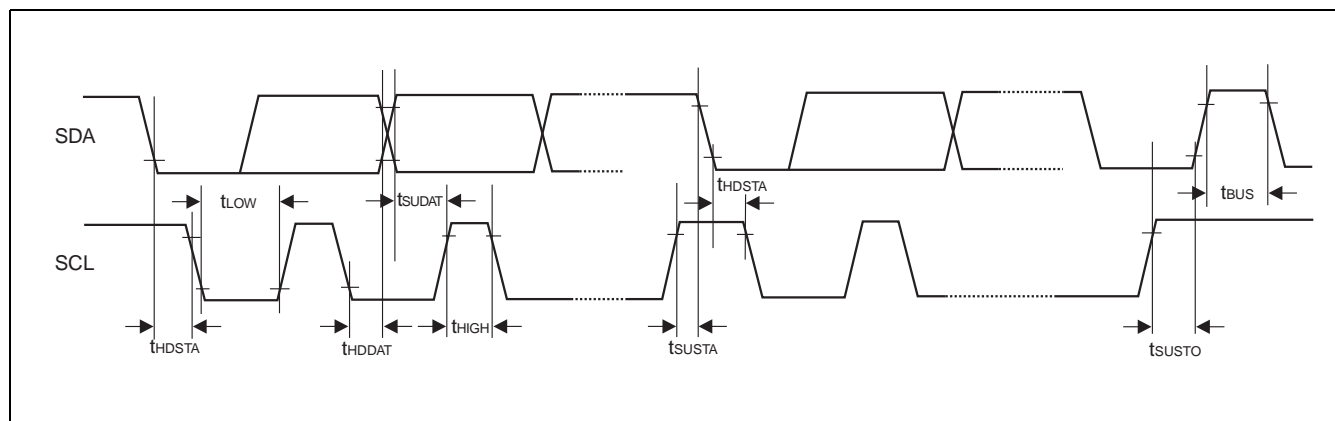 SDA
tLOW
tSUDAT
tHDSTA
tBUS
SCL
tHDSTA
tHDDAT
tHIGH
tSUSTA
tSUSTO